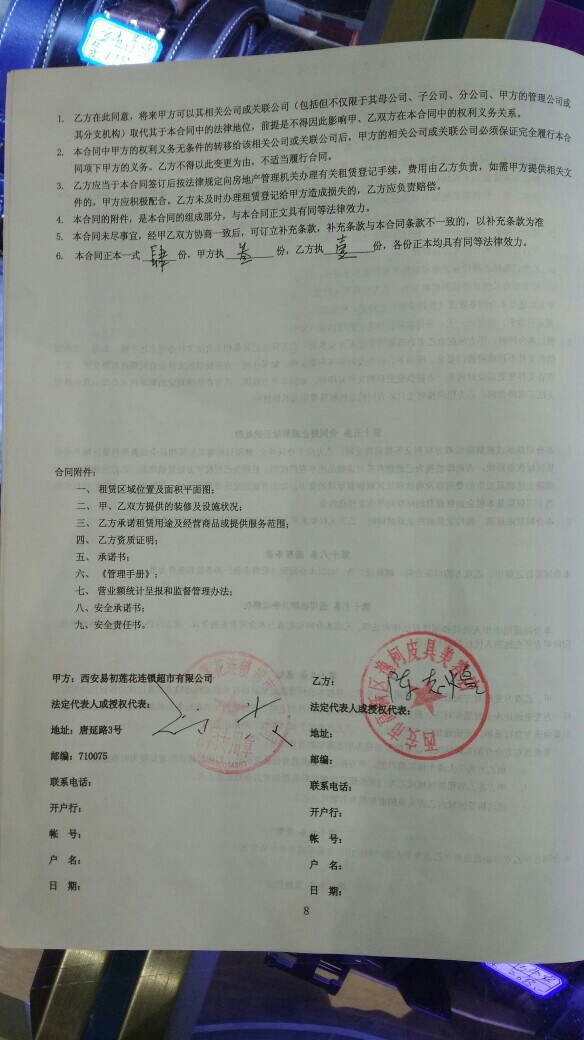 1. 乙方在此同意，将来甲方可以其相关公司或关联公司（包括但不仅限于其母公司、子公司、分公司、甲方的管理公司或
其分支机构）取代其于本合同中的法律地位，前提是不得因此影响甲、乙双方在本合同中的权利义务关系。
2. 本合同中甲方的权利义务无条件的转移给该相关公司或关联公司后，甲方的相关公司或关联公司必须保证完全履行本合
同项下甲方的义务。乙方不得以此变更为由，不适当履行合同。
3. 乙方应当于本合同签订后按法律规定向房地产管理机关办理有关租赁登记手续，费用由乙方负责，如需甲方提供相关文
件的，甲方应积极配合。乙方未及时办理租赁登记给甲方造成损失的，乙方应负责赔偿。
4. 本合同的附件，是本合同的组成部分，与本合同正文具有同等法律效力。
5. 本合同未尽事宜，经甲乙双方协商一致后，可订立补充条款，补充条款与本合同条款不一致的，以补充条款为准
6. 本合同正本一式 肆 份，甲方执 叁 份，乙方执 壹 份，各份正本均具有同等法律效力。
合同附件：
一、 租赁区域位置及面积平面图；
二、 甲、乙双方提供的装修及设施状况；
三、 乙方承诺租赁用途及经营商品或提供服务范围；
四、 乙方资质证明；
五、 承诺书；
六、 《管理手册》；
七、 营业额统计呈报和监督管理办法；
八、安全承诺书；
九、安全责任书。
甲方：西安易初莲花连锁超市有限公司
法定代表人或授权代表：
地址：唐延路3号
邮编：710075
联系电话：
开户行：
帐 号：
户 名：
日 期：
乙方：
法定代表人或授权代表：
地址：
邮编：
联系电话：
开户行：
帐 号：
户 名：
日 期：
8